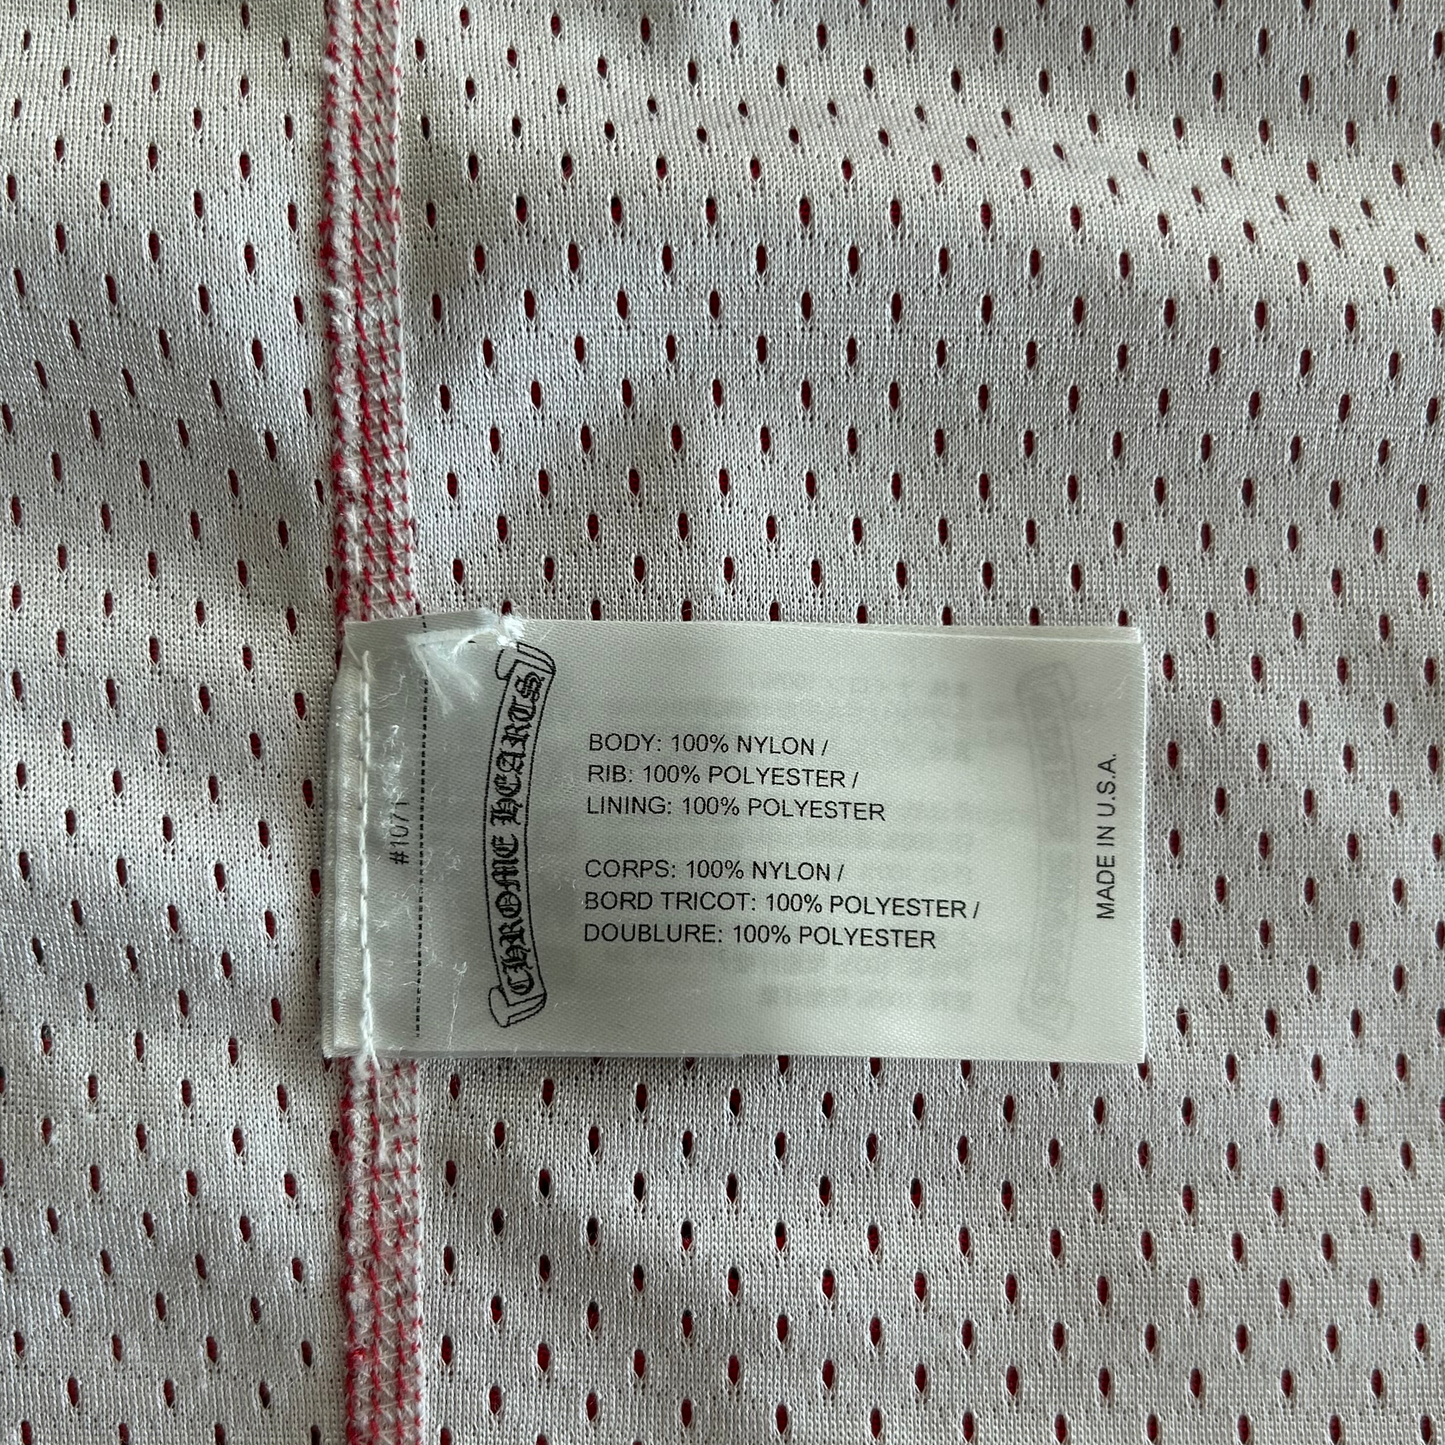 CHROME HEARTS
BODY: 100% NYLON /
RIB: 100% POLYESTER /
LINING: 100% POLYESTER
CORPS: 100% NYLON /
BORD TRICOT: 100% POLYESTER /
DOUBLURE: 100% POLYESTER
MADE IN U.S.A.
#1071